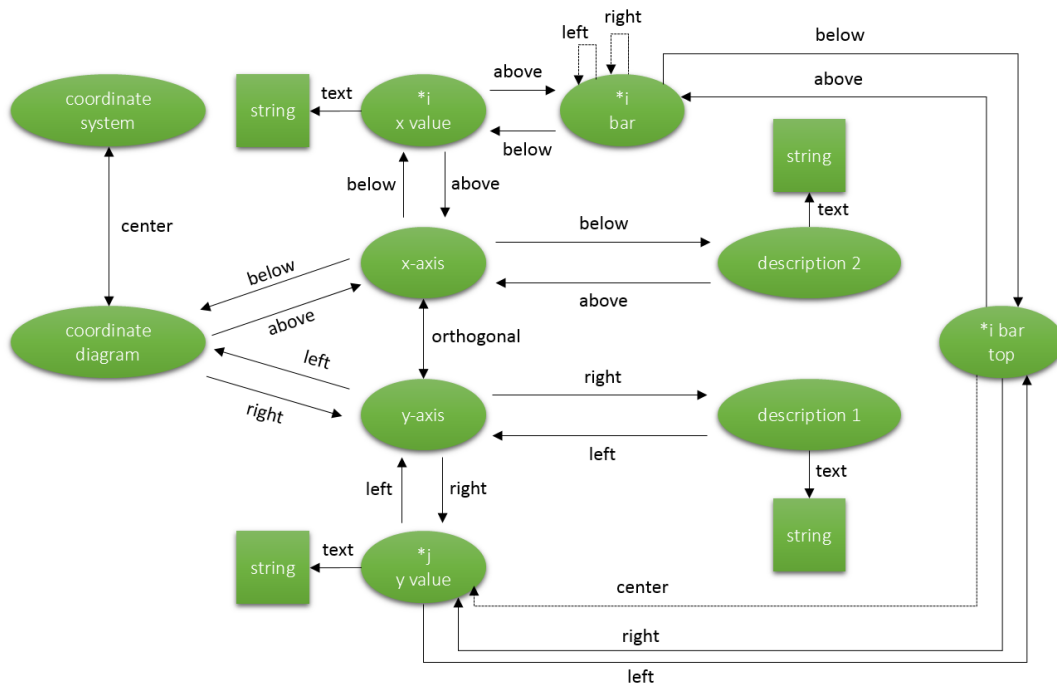 right
left
below
above
above
coordinate
system
string
text
*i
x value
*i
bar
below
string
below
above
text
center
below
x-axis
description 2
below
above
above
coordinate
diagram
orthogonal
*i bar
top
left
right
right
y-axis
description 1
left
left
right
text
string
text
*j
y value
string
center
right
left